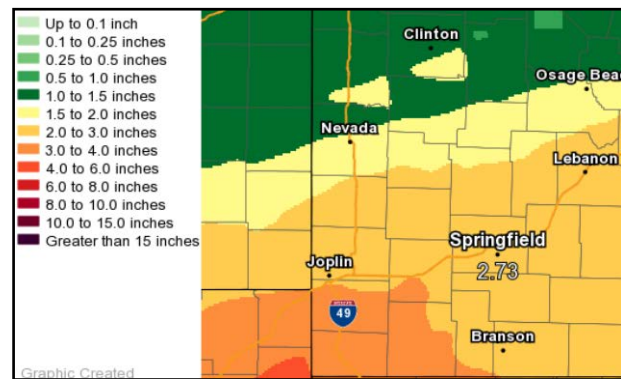 Up to 0.1 inch
0.1 to 0.25 inches
0.25 to 0.5 inches
0.5 to 1.0 inches
1.0 to 1.5 inches
1.5 to 2.0 inches
2.0 to 3.0 inches
3.0 to 4.0 inches
4.0 to 6.0 inches
6.0 to 8.0 inches
8.0 to 10.0 inches
10.0 to 15.0 inches
Greater than 15 inches
Graphic Created
Clinton
Osage Beac
Nevada
Lebanon
Springfield
2.73
Joplin
49
Branson